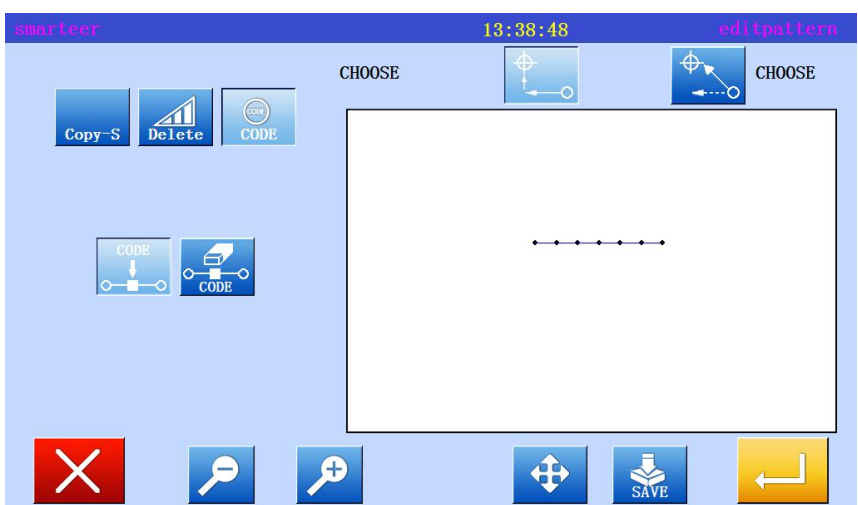 smarteer 13:38:48 editpattern
CHOOSE CHOOSE
Copy-S Delete CODE CODE
CODE
CODE
SAVE